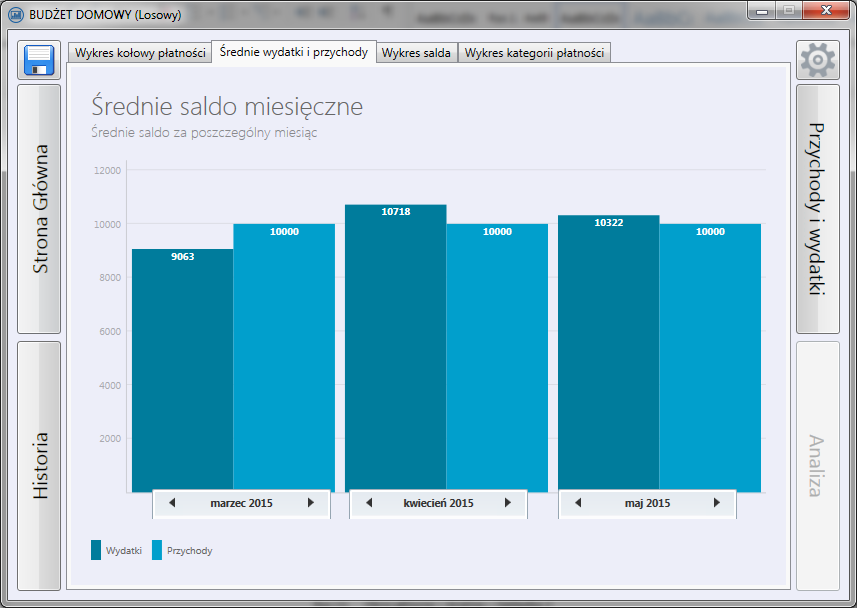 BUDŻET DOMOWY (Losowy)
Wykres kołowy płatności
Średnie wydatki i przychody
Wykres salda
Wykres kategorii płatności
Strona Główna
Historia
Średnie saldo miesięczne
Średnie saldo za poszczególny miesiąc
12000
10000
8000
6000
4000
2000
9063
10000
10718
10000
10322
10000
marzec 2015
kwiecień 2015
maj 2015
Wydatki
Przychody
Przychody i wydatki
Analiza